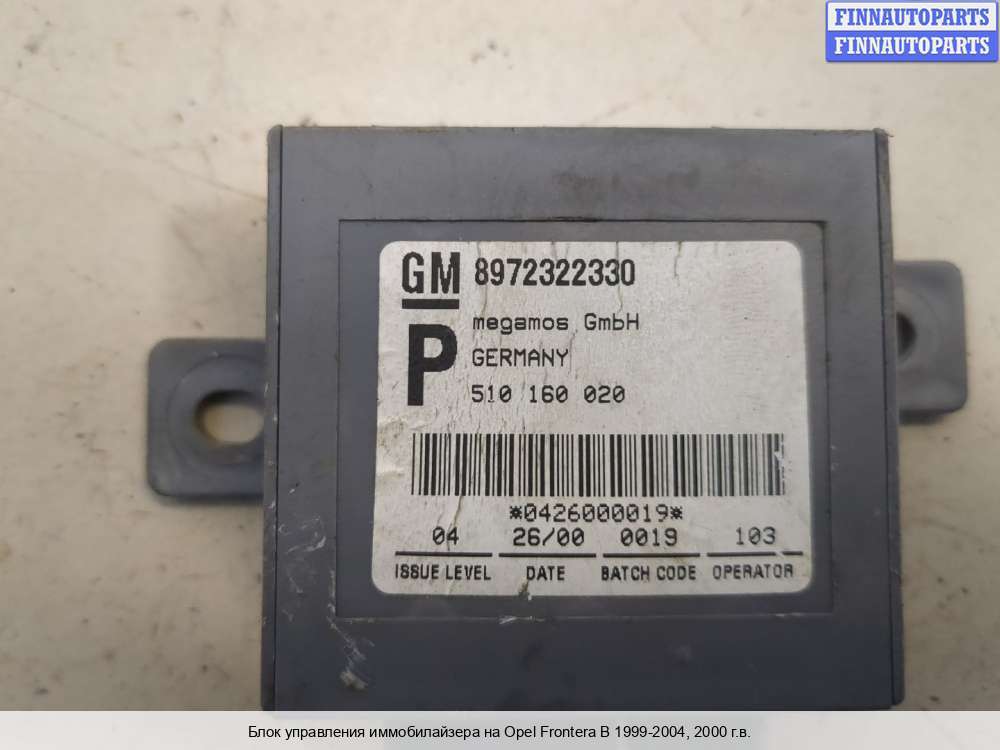 FINNAUTOPARTS
FINNAUTOPARTS
GM 8972322330
P
megamos GmbH
GERMANY
510 160 020
*0426000019*
04 26/00 0019 103
ISSUE LEVEL DATE BATCH CODE OPERATOR
Блок управления иммобилайзера на Opel Frontera B 1999-2004, 2000 г.в.